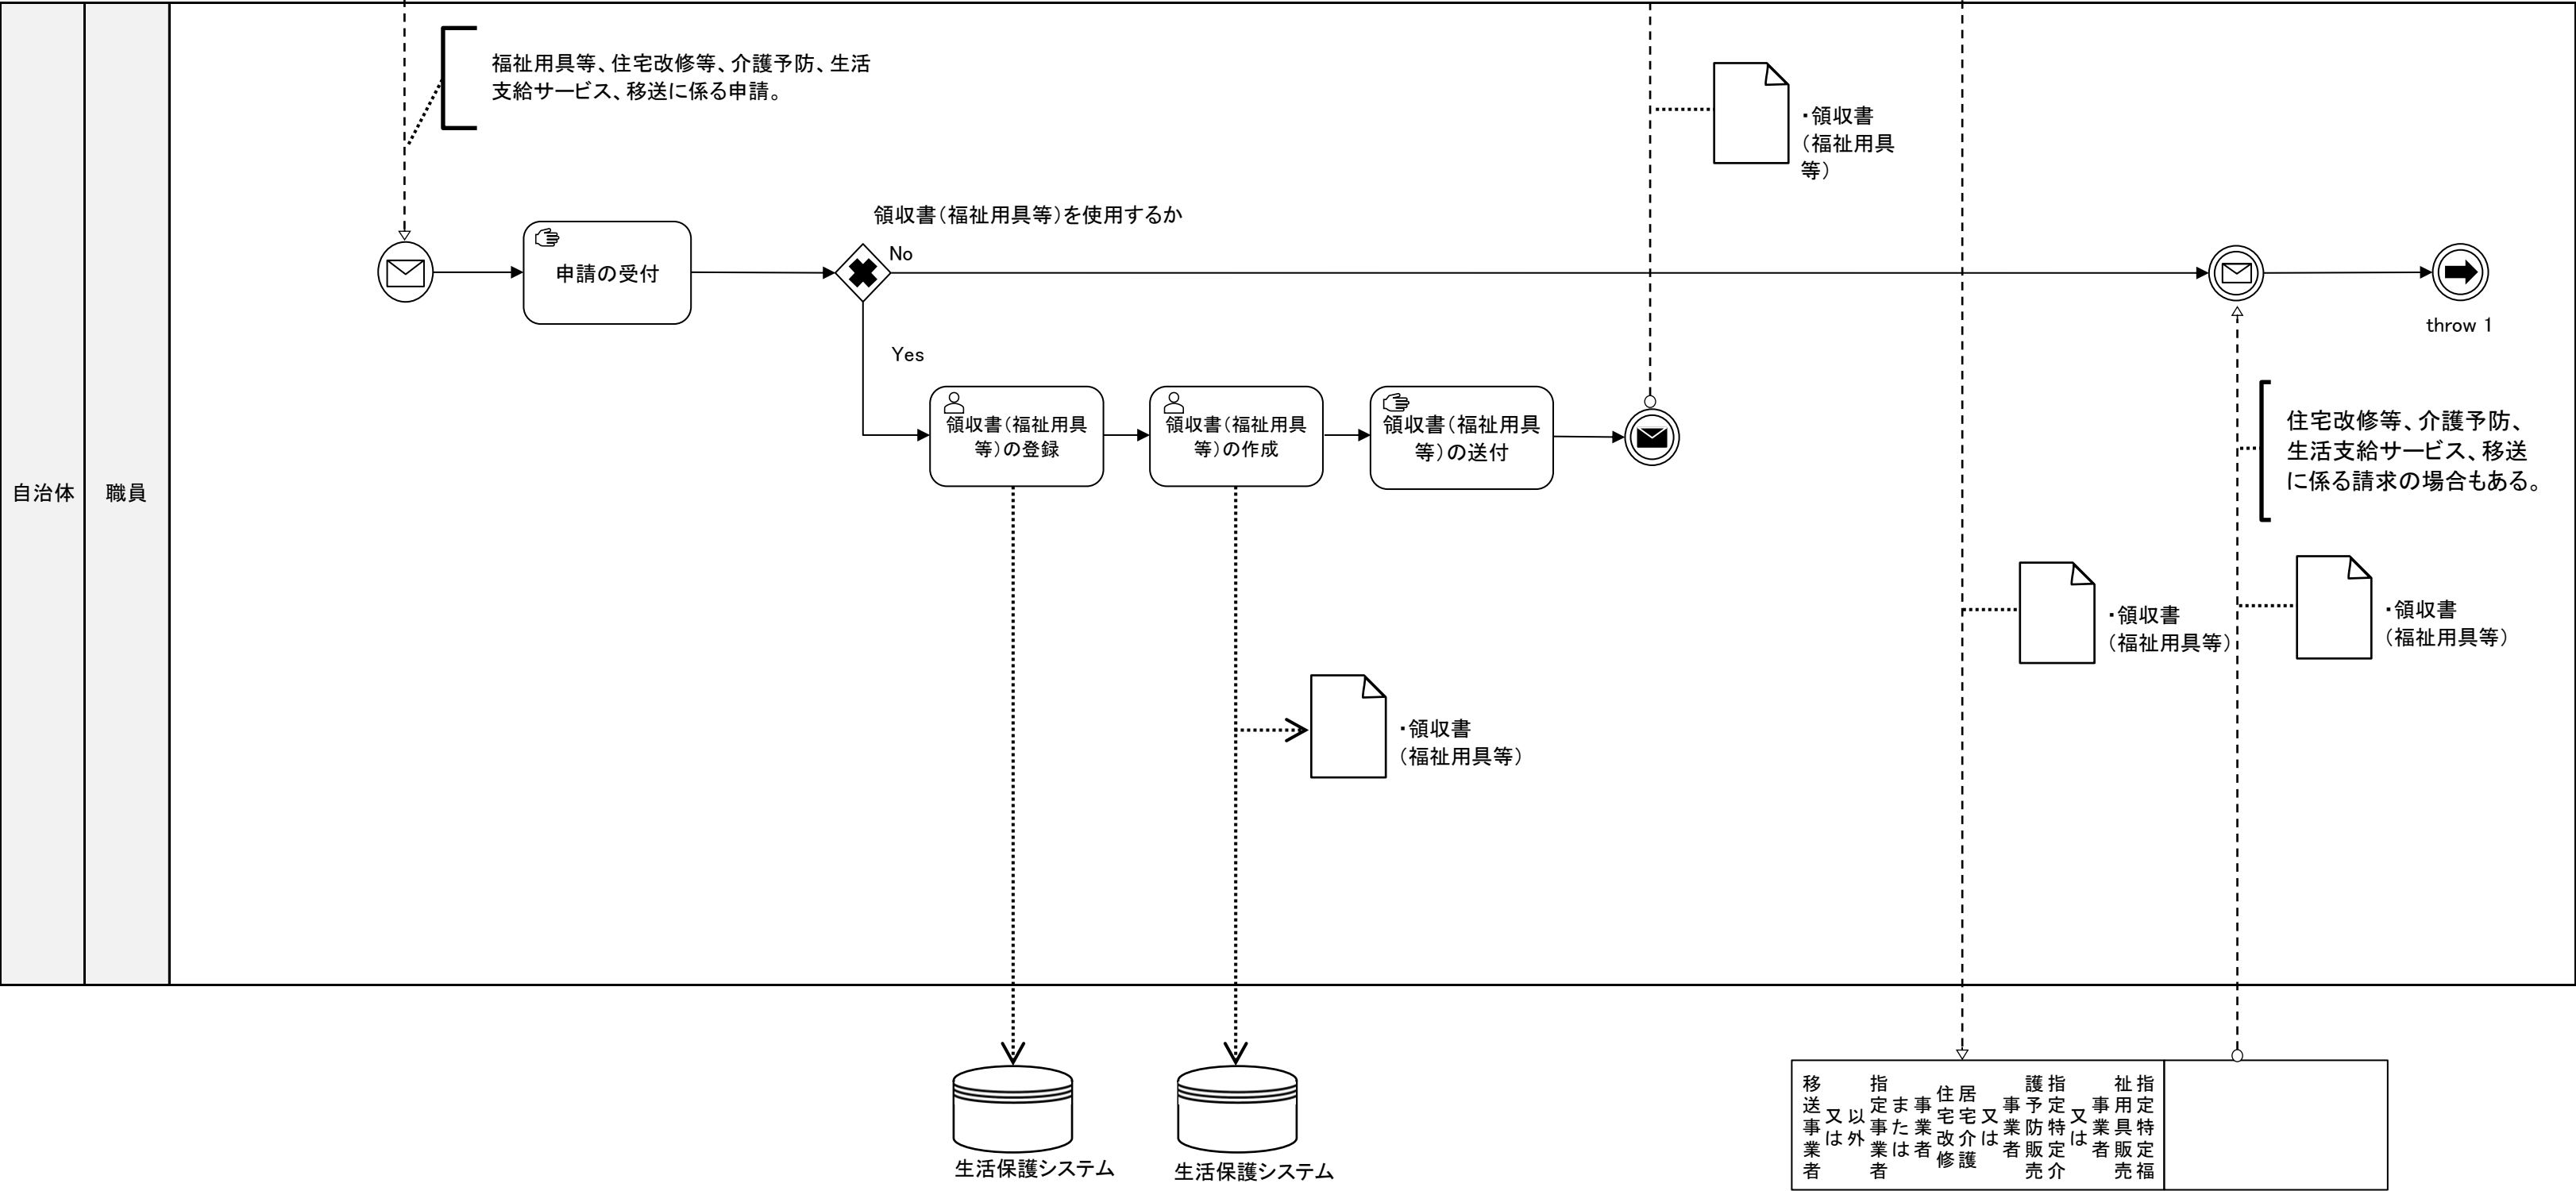 福祉用具等、住宅改修等、介護予防、生活
支給サービス、移送に係る申請。
・領収書
（福祉用具
等）
領収書（福祉用具等）を使用するか
No
申請の受付
throw 1
Yes
領収書（福祉用具
等）の登録
領収書（福祉用具
等）の作成
領収書（福祉用具
等）の送付
住宅改修等、介護予防、
生活支給サービス、移送
に係る請求の場合もある。
自治体
職員
・領収書
（福祉用具等）
・領収書
（福祉用具等）
・領収書
（福祉用具等）
生活保護システム
生活保護システム
指定特定福
祉用具販売
事業者
又は
指定特定介
護予防販売
事業者
又は
居宅介護
住宅改修
事業者
または
指定事業者
以外
又は
移送事業者